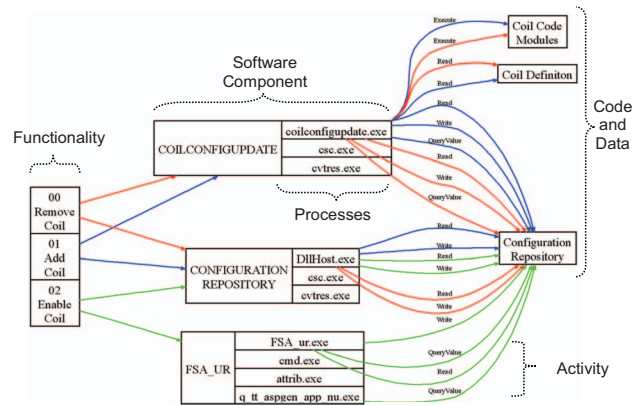 Functionality
00
Remove
Coil
01
Add
Coil
02
Enable
Coil
Software
Component
COILCONFIGUPDATE
coilconfigupdate.exe
csc.exe
cvtres.exe
Processes
CONFIGURATION
REPOSITORY
DllHost.exe
csc.exe
cvtres.exe
FSA_UR
FSA_ur.exe
cmd.exe
attrib.exe
q_tt_aspgen_app_nu.exe
Execute
Execute
Read
Read
Read
Write
QueryValue
Read
Write
QueryValue
Read
Write
Read
Write
Read
Write
QueryValue
Read
QueryValue
Coil Code
Modules
Coil Definiton
Configuration
Repository
Code
and
Data
Activity